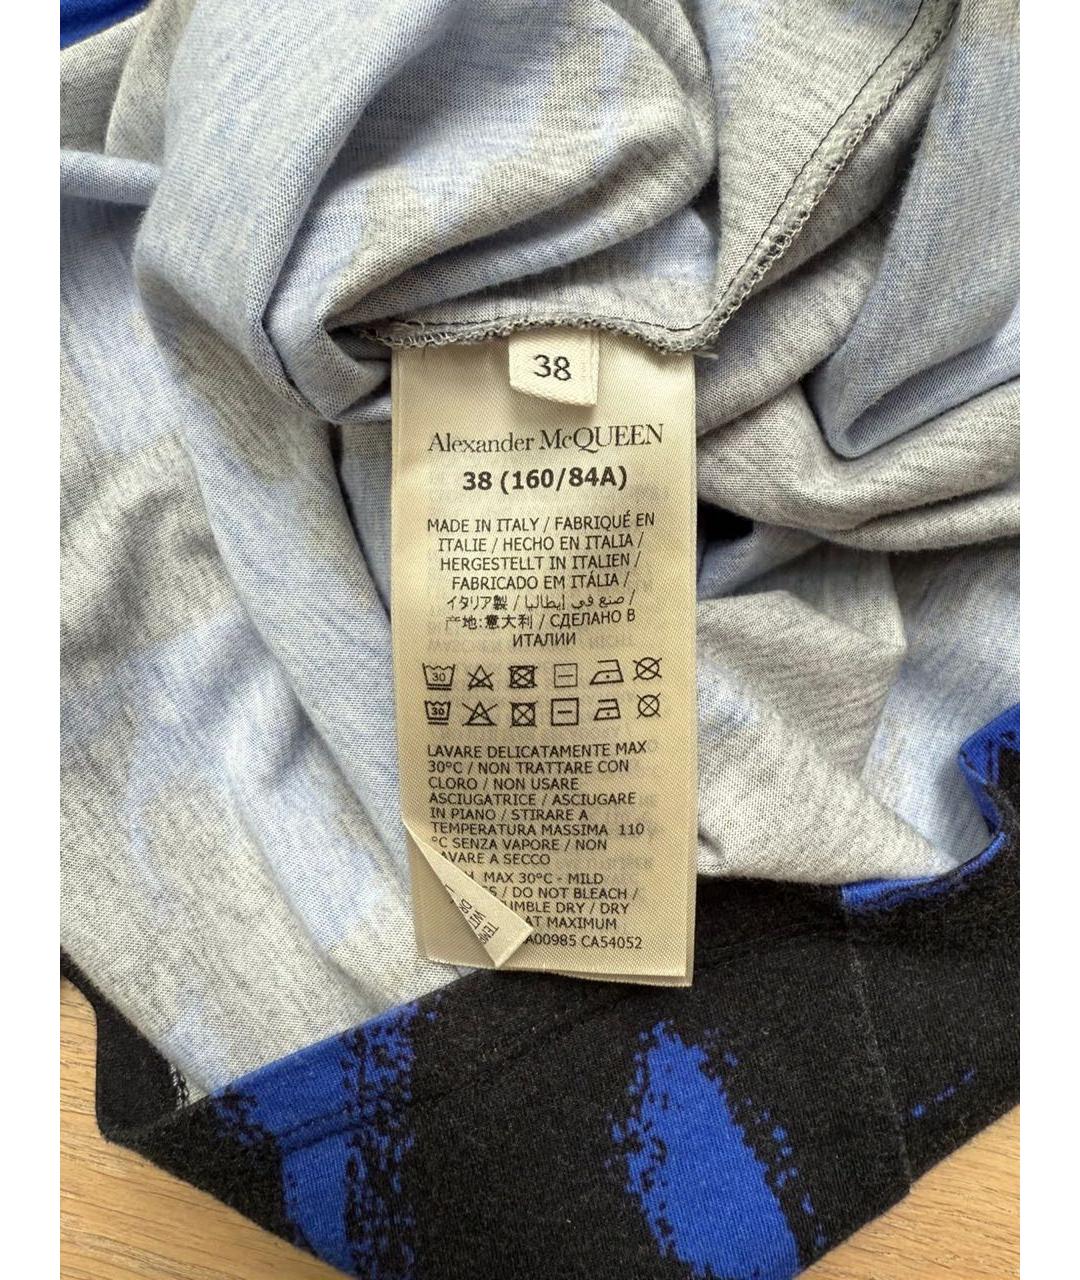 38
Alexander McQUEEN
38 (160/84A)
MADE IN ITALY / FABRIQUÉ EN
ITALIE / HECHO EN ITALIA /
HERGESTELLT IN ITALIEN /
FABRICADO EM ITÁLIA /
イタリア製 / صنع في إيطاليا /
产地:意大利 / СДЕЛАНО В
ИТАЛИИ
30
30
LAVARE DELICATAMENTE MAX
30°C / NON TRATTARE CON
CLORO / NON USARE
ASCIUGATRICE / ASCIUGARE
IN PIANO / STIRARE A
TEMPERATURA MASSIMA 110
°C SENZA VAPORE / NON
LAVARE A SECCO
MAX 30°C - MILD
/ DO NOT BLEACH /
DRY / DRY
AT MAXIMUM
A00985 CA54052